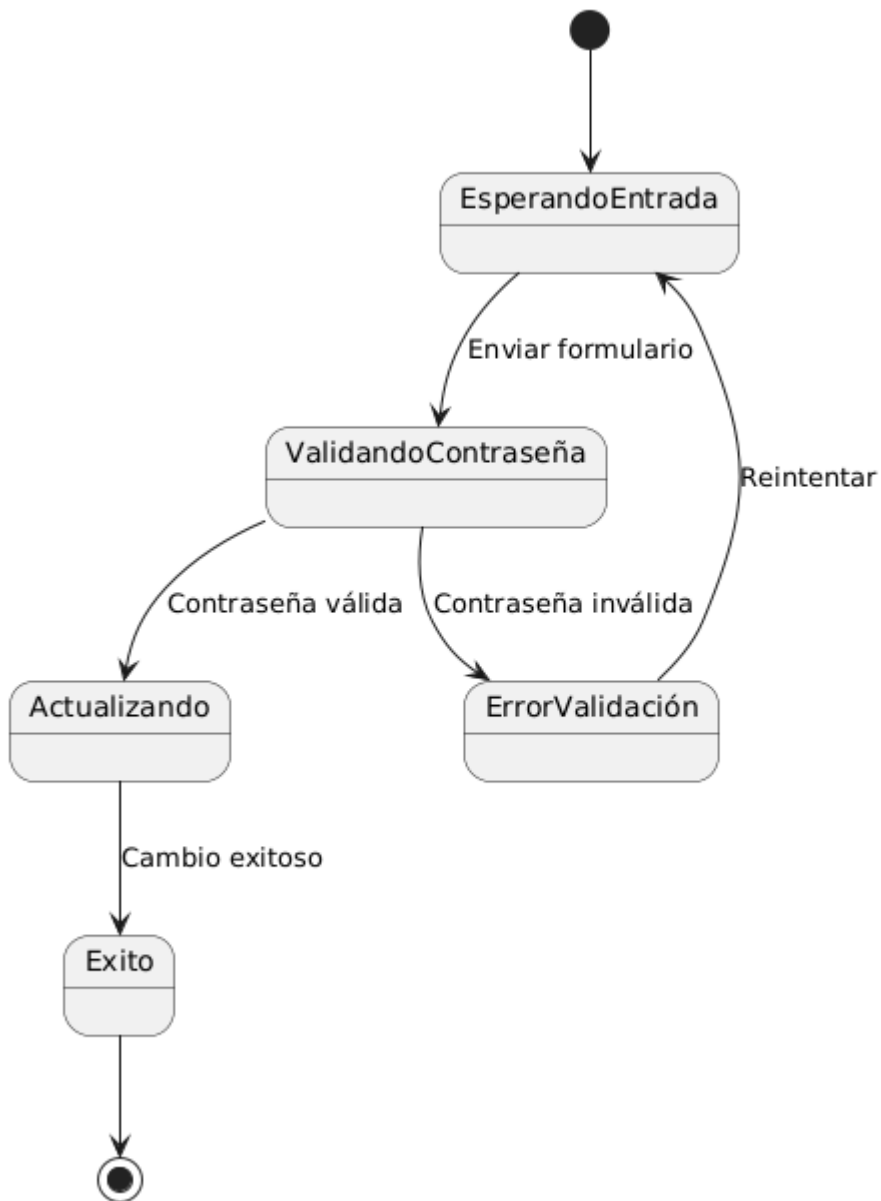 EsperandoEntrada
Enviar formulario
ValidandoContraseña
Reintentar
Contraseña válida
Contraseña inválida
Actualizando
ErrorValidación
Cambio exitoso
Exito